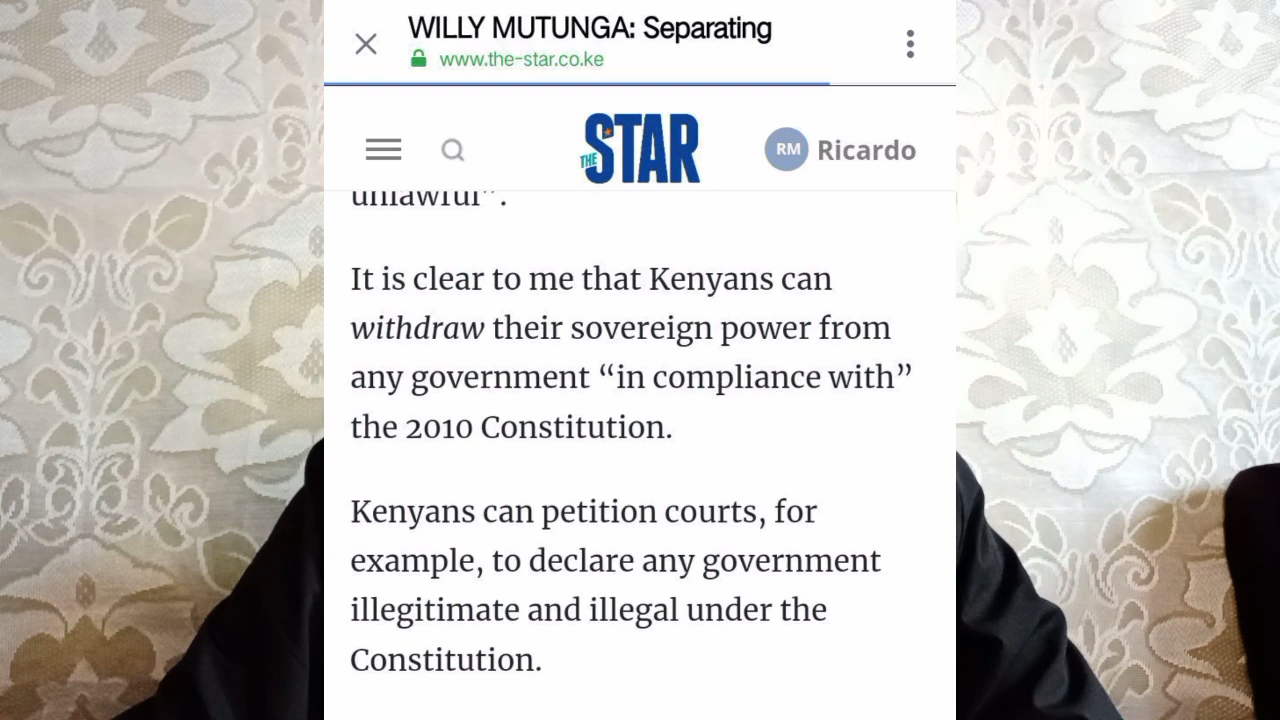 WILLY MUTUNGA: Separating
www.the-star.co.ke
THE STAR
RM Ricardo
unlawful”.
It is clear to me that Kenyans can
withdraw their sovereign power from
any government “in compliance with”
the 2010 Constitution.
Kenyans can petition courts, for
example, to declare any government
illegitimate and illegal under the
Constitution.